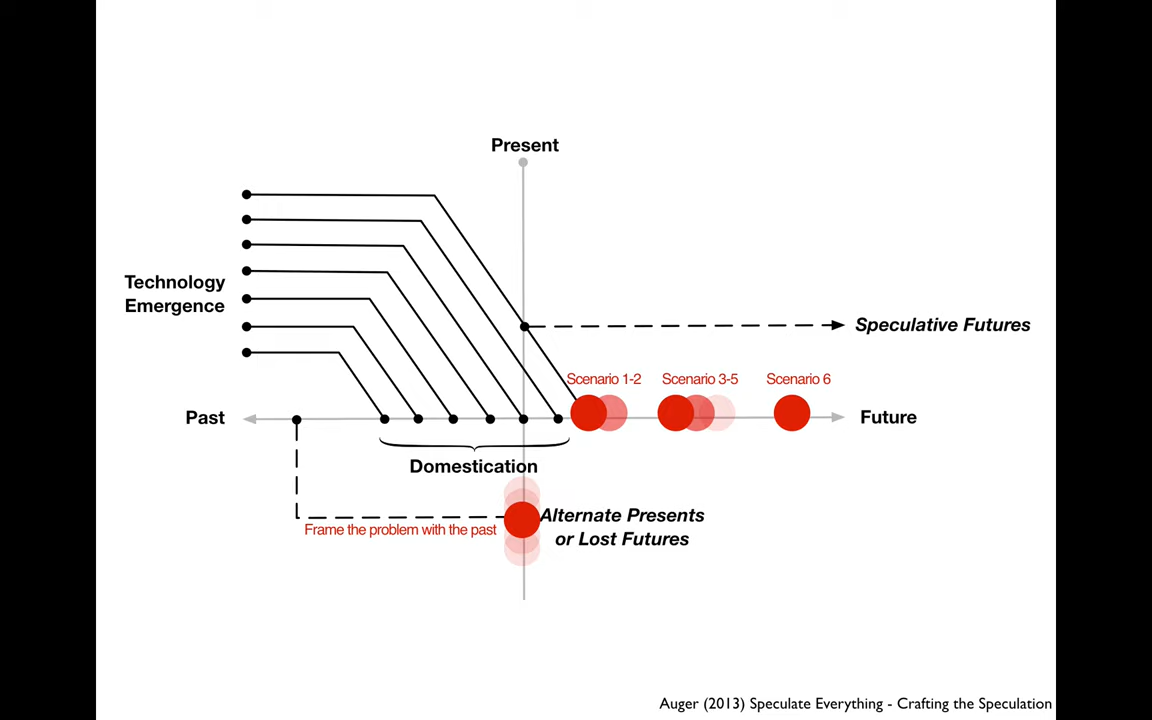 Present
Technology
Emergence
Speculative Futures
Scenario 1-2
Scenario 3-5
Scenario 6
Past
Future
Domestication
Alternate Presents
or Lost Futures
Frame the problem with the past
Auger (2013) Speculate Everything - Crafting the Speculation